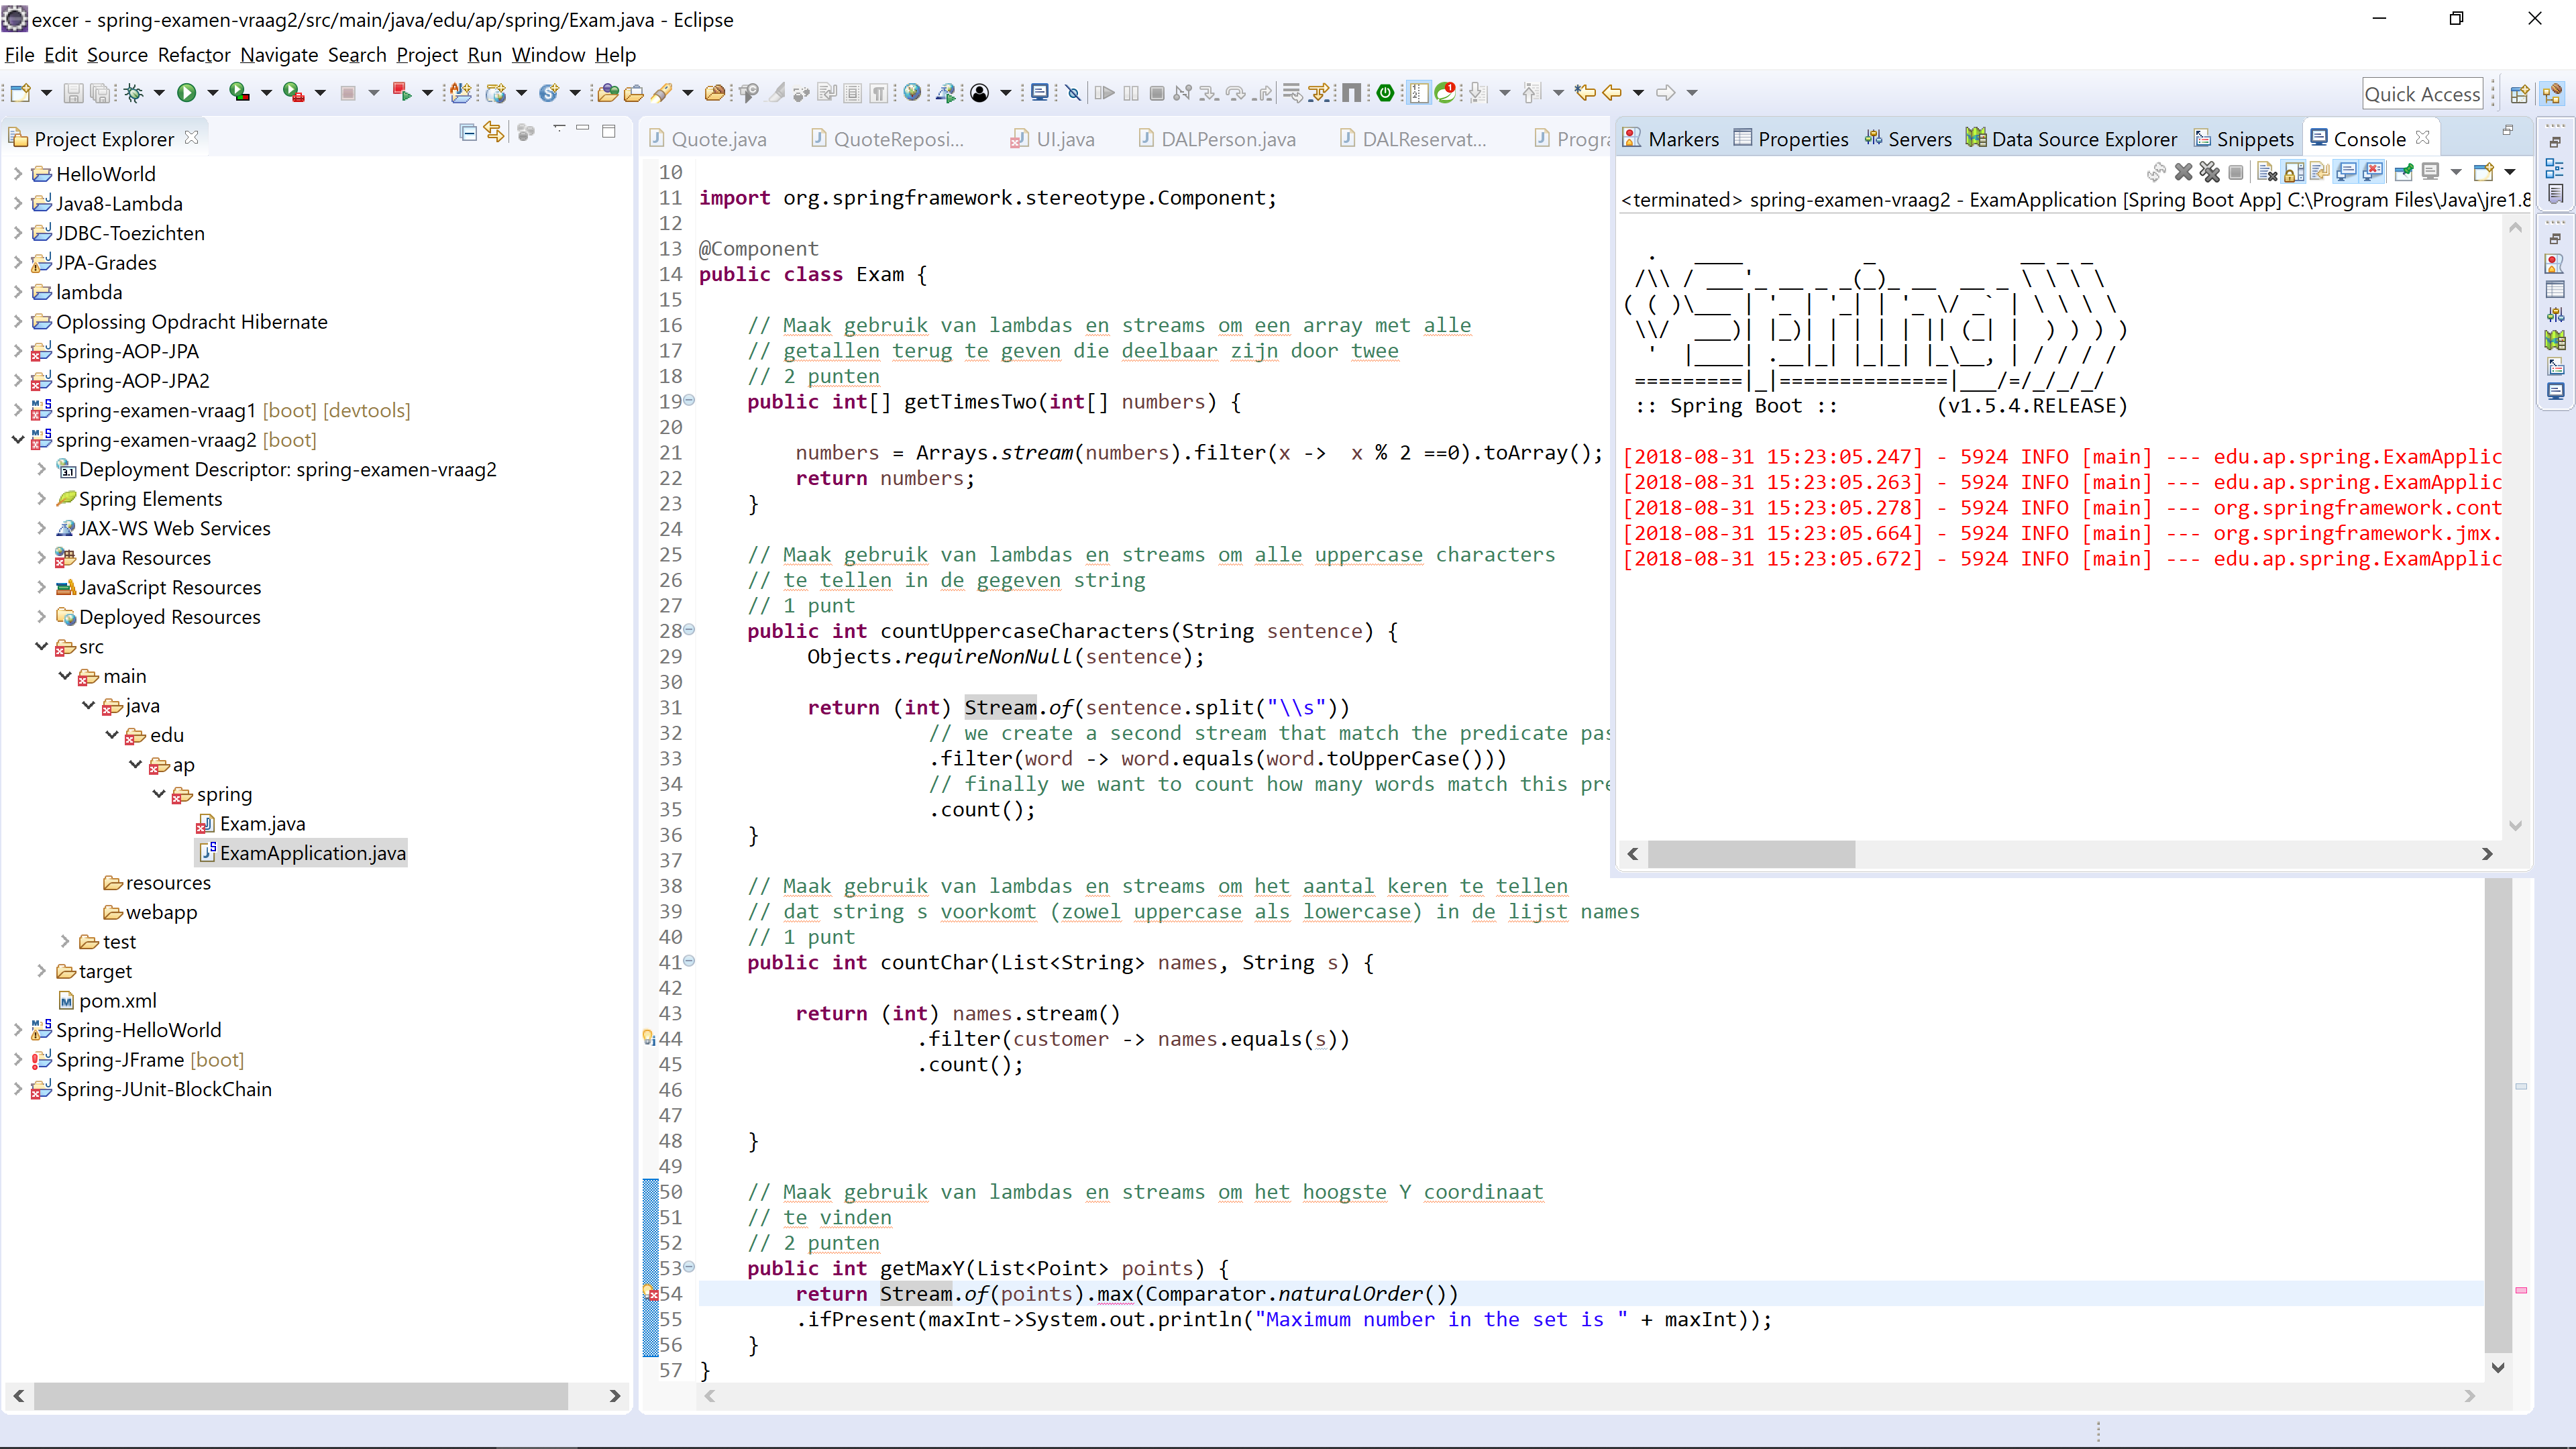 excer - spring-examen-vraag2/src/main/java/edu/ap/spring/Exam.java - Eclipse
File Edit Source Refactor Navigate Search Project Run Window Help
Quick Access
Project Explorer
HelloWorld
Java8-Lambda
JDBC-Toezichten
JPA-Grades
lambda
Oplossing Opdracht Hibernate
Spring-AOP-JPA
Spring-AOP-JPA2
spring-examen-vraag1 [boot] [devtools]
spring-examen-vraag2 [boot]
Deployment Descriptor: spring-examen-vraag2
Spring Elements
JAX-WS Web Services
Java Resources
JavaScript Resources
Deployed Resources
src
main
java
edu
ap
spring
Exam.java
ExamApplication.java
resources
webapp
test
target
pom.xml
Spring-HelloWorld
Spring-JFrame [boot]
Spring-JUnit-BlockChain
Quote.java QuoteReposi... UI.java DALPerson.java DALReservat... Progra
10
11 import org.springframework.stereotype.Component;
12
13 @Component
14 public class Exam {
15
16 // Maak gebruik van lambdas en streams om een array met alle
17 // getallen terug te geven die deelbaar zijn door twee
18 // 2 punten
19 public int[] getTimesTwo(int[] numbers) {
20
21 numbers = Arrays.stream(numbers).filter(x ->  x % 2 ==0).toArray();
22 return numbers;
23 }
24
25 // Maak gebruik van lambdas en streams om alle uppercase characters
26 // te tellen in de gegeven string
27 // 1 punt
28 public int countUppercaseCharacters(String sentence) {
29 Objects.requireNonNull(sentence);
30
31 return (int) Stream.of(sentence.split("\\s"))
32 // we create a second stream that match the predicate pas
33 .filter(word -> word.equals(word.toUpperCase()))
34 // finally we want to count how many words match this pre
35 .count();
36 }
37
38 // Maak gebruik van lambdas en streams om het aantal keren te tellen
39 // dat string s voorkomt (zowel uppercase als lowercase) in de lijst names
40 // 1 punt
41 public int countChar(List<String> names, String s) {
42
43 return (int) names.stream()
44 .filter(customer -> names.equals(s))
45 .count();
46
47
48 }
49
50 // Maak gebruik van lambdas en streams om het hoogste Y coordinaat
51 // te vinden
52 // 2 punten
53 public int getMaxY(List<Point> points) {
54 return Stream.of(points).max(Comparator.naturalOrder())
55 .ifPresent(maxInt->System.out.println("Maximum number in the set is " + maxInt));
56 }
57 }
Markers Properties Servers Data Source Explorer Snippets Console
<terminated> spring-examen-vraag2 - ExamApplication [Spring Boot App] C:\Program Files\Java\jre1.8
  .   ____          _            __ _ _
 /\\ / ___'_ __ _ _(_)_ __  __ _ \ \ \ \
( ( )\___ | '_ | '_| | '_ \/ _` | \ \ \ \
 \\/  ___)| |_)| | | | | || (_| |  ) ) ) )
  '  |____| .__|_| |_|_| |_\__, | / / / /
 =========|_|==============|___/=/_/_/_/
 :: Spring Boot ::        (v1.5.4.RELEASE)
[2018-08-31 15:23:05.247] - 5924 INFO [main] --- edu.ap.spring.ExamApplic
[2018-08-31 15:23:05.263] - 5924 INFO [main] --- edu.ap.spring.ExamApplic
[2018-08-31 15:23:05.278] - 5924 INFO [main] --- org.springframework.cont
[2018-08-31 15:23:05.664] - 5924 INFO [main] --- org.springframework.jmx.
[2018-08-31 15:23:05.672] - 5924 INFO [main] --- edu.ap.spring.ExamApplic